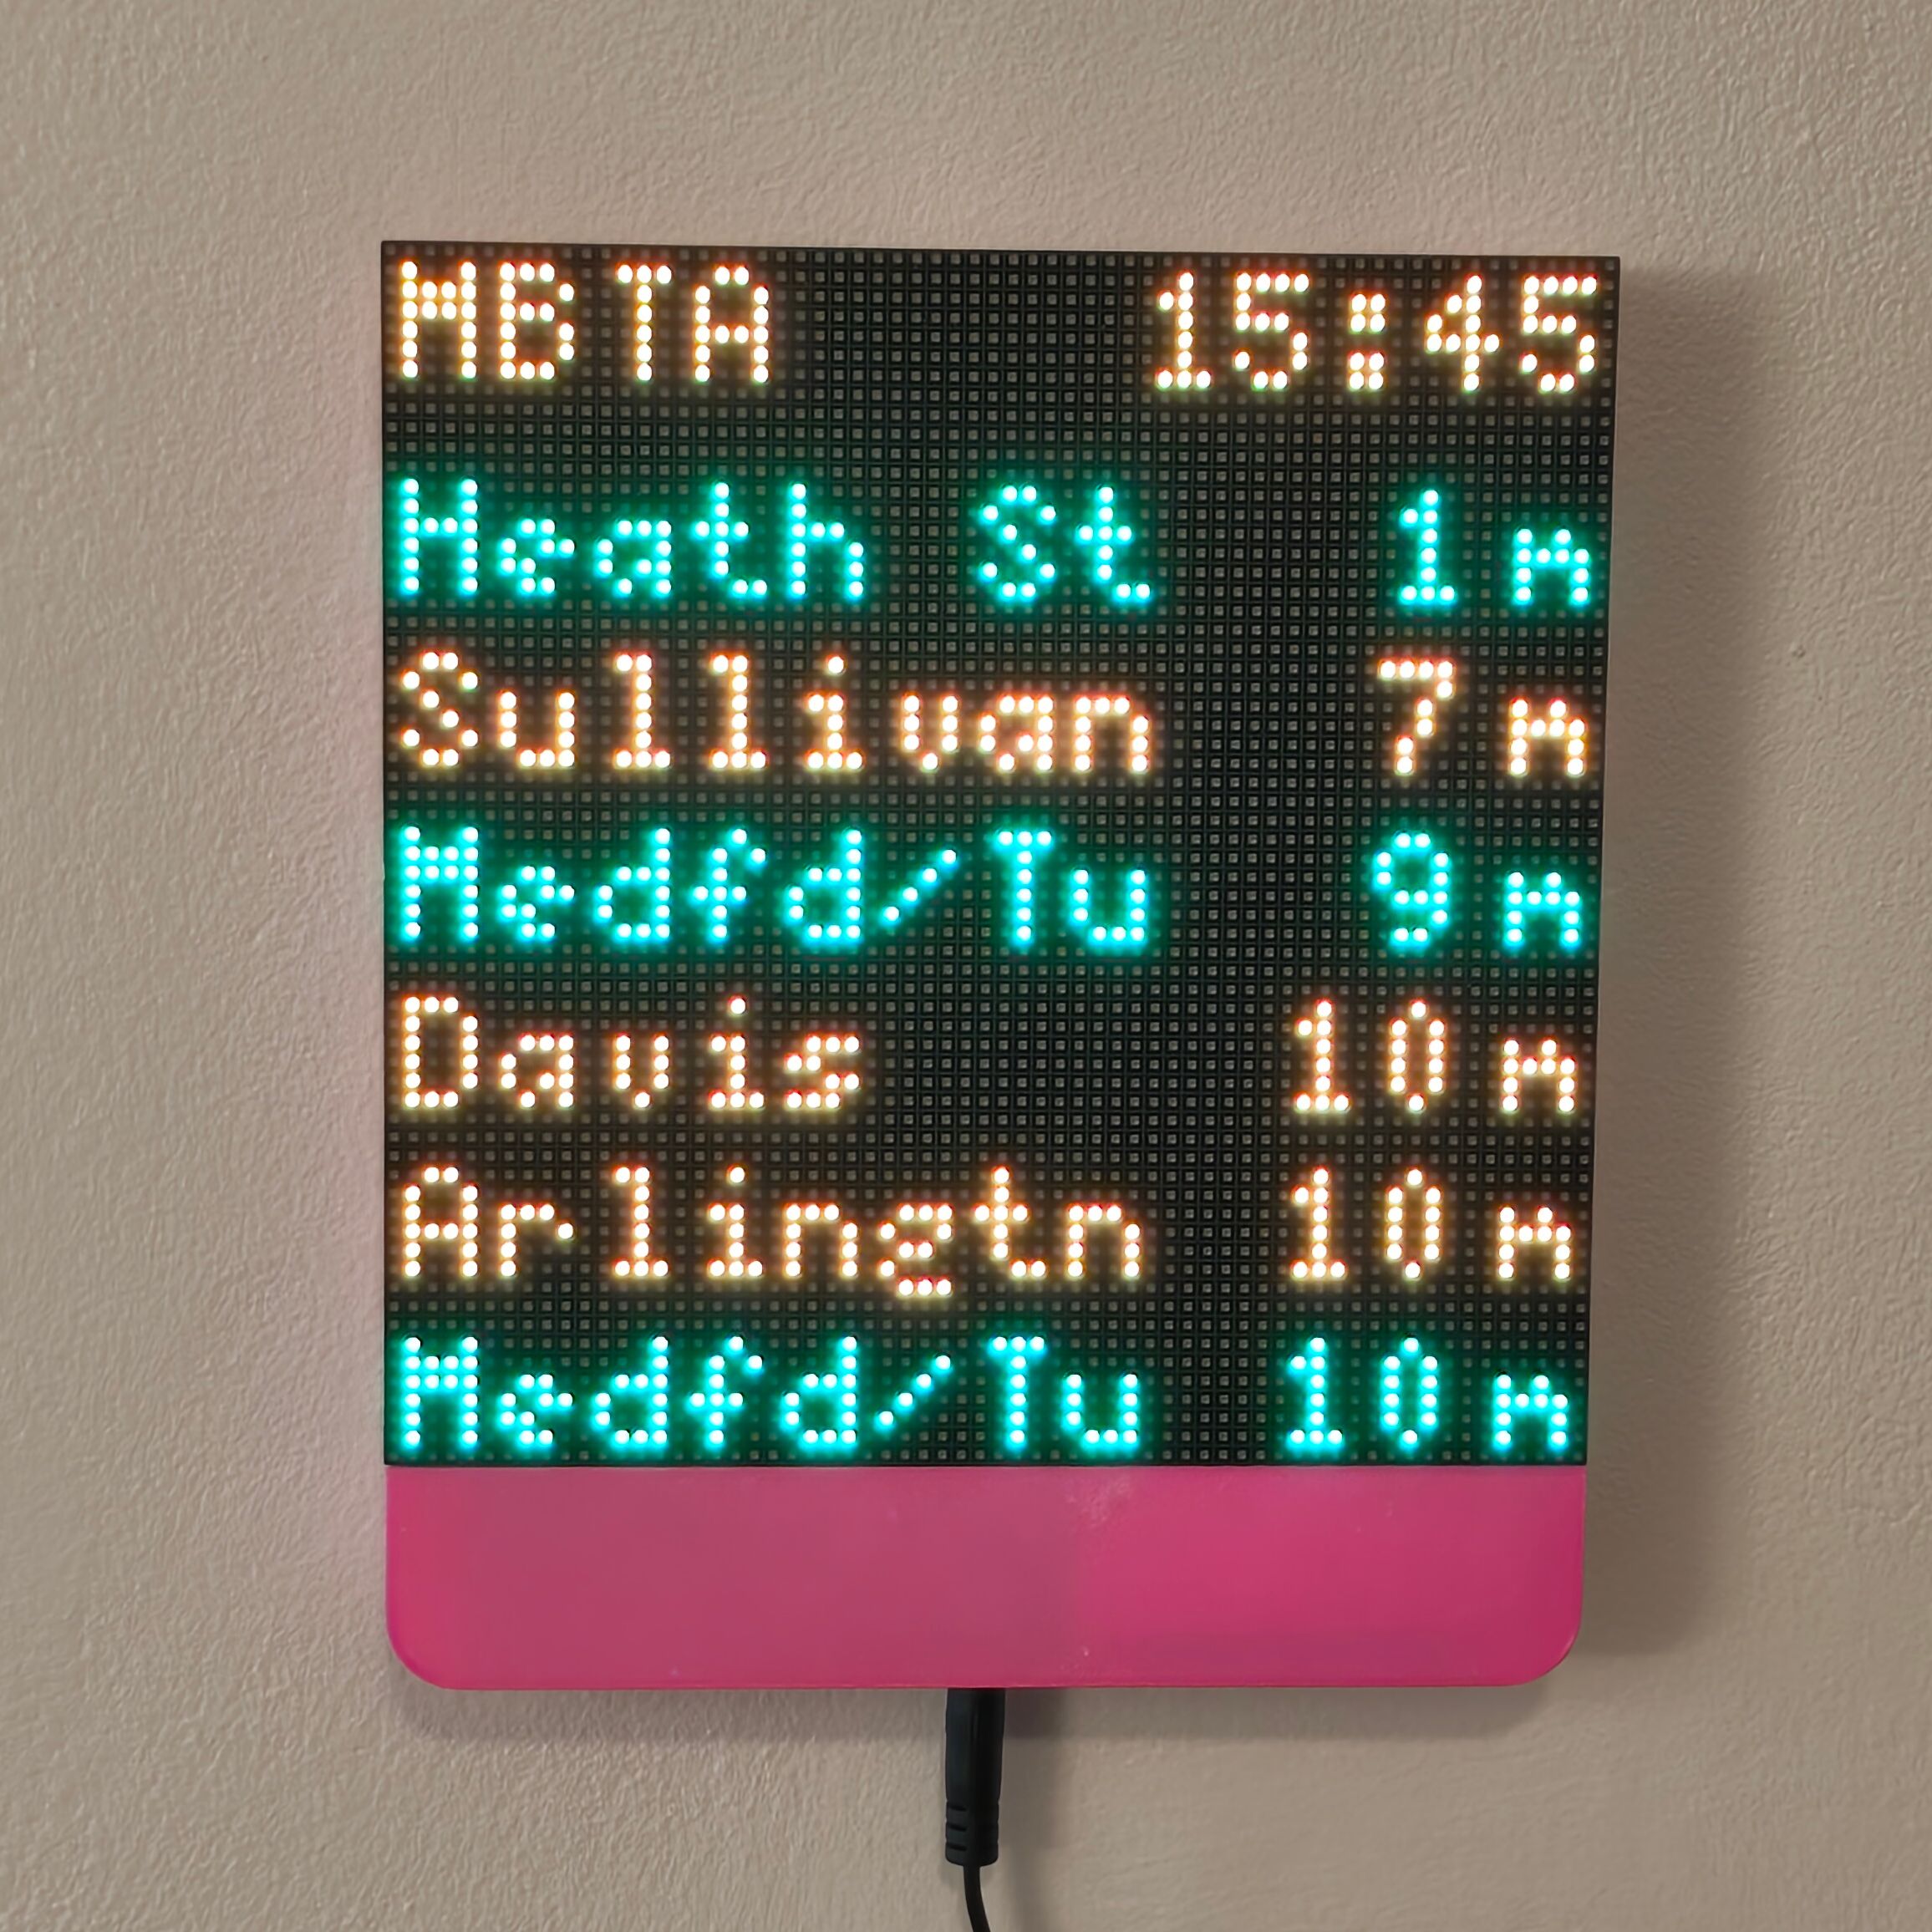 MBTA 15:45
Heath St 1m
Sullivan 7m
Medfd/Tu 9m
Davis 10m
Arlingtn 10m
Medfd/Tu 10m